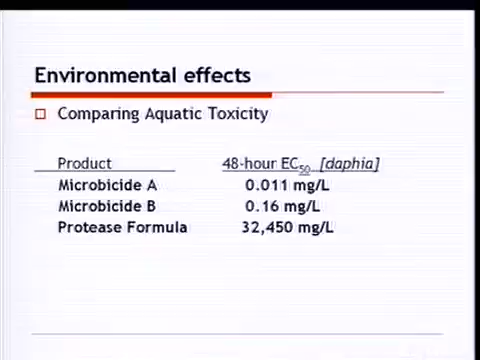 Environmental effects
Comparing Aquatic Toxicity
Product 48-hour EC50 [daphia]
Microbicide A 0.011 mg/L
Microbicide B 0.16 mg/L
Protease Formula 32,450 mg/L